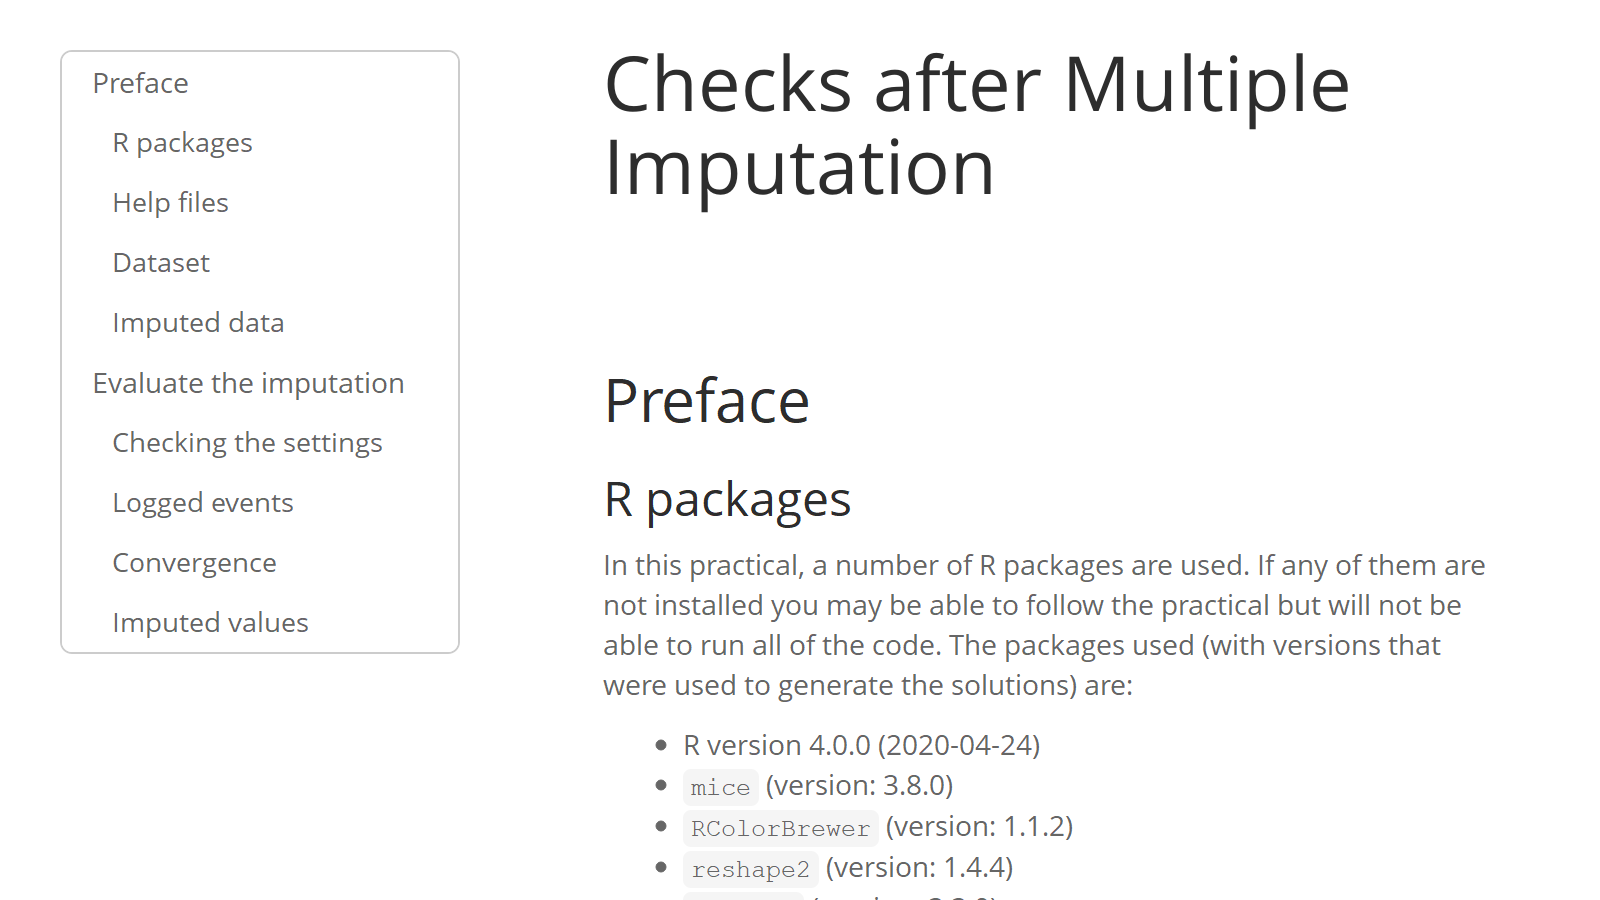 Preface
R packages
Help files
Dataset
Imputed data
Evaluate the imputation
Checking the settings
Logged events
Convergence
Imputed values
Checks after Multiple
Imputation
Preface
R packages
In this practical, a number of R packages are used. If any of them are
not installed you may be able to follow the practical but will not be
able to run all of the code. The packages used (with versions that
were used to generate the solutions) are:
R version 4.0.0 (2020-04-24)
mice (version: 3.8.0)
RColorBrewer (version: 1.1.2)
reshape2 (version: 1.4.4)